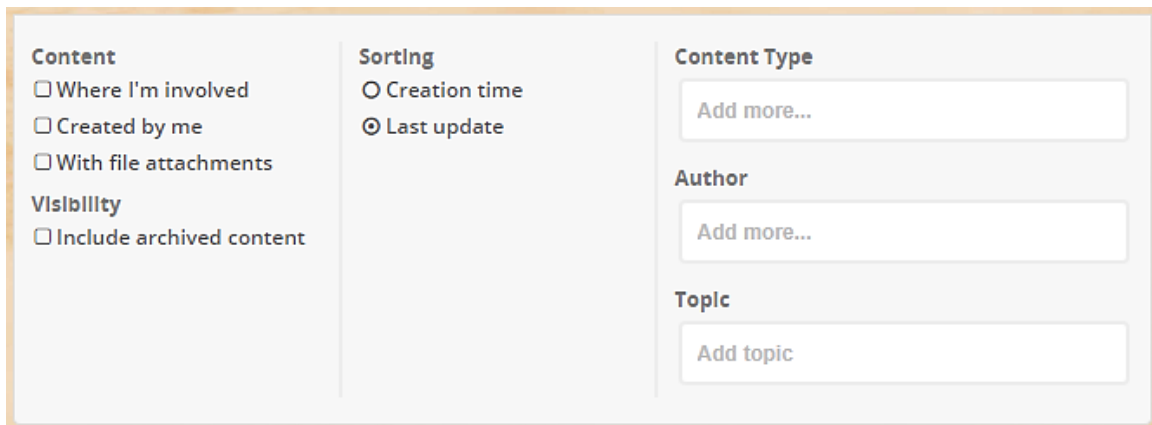 Content
Where I'm involved
Created by me
With file attachments
Visibility
Include archived content
Sorting
Creation time
Last update
Content Type
Add more...
Author
Add more...
Topic
Add topic